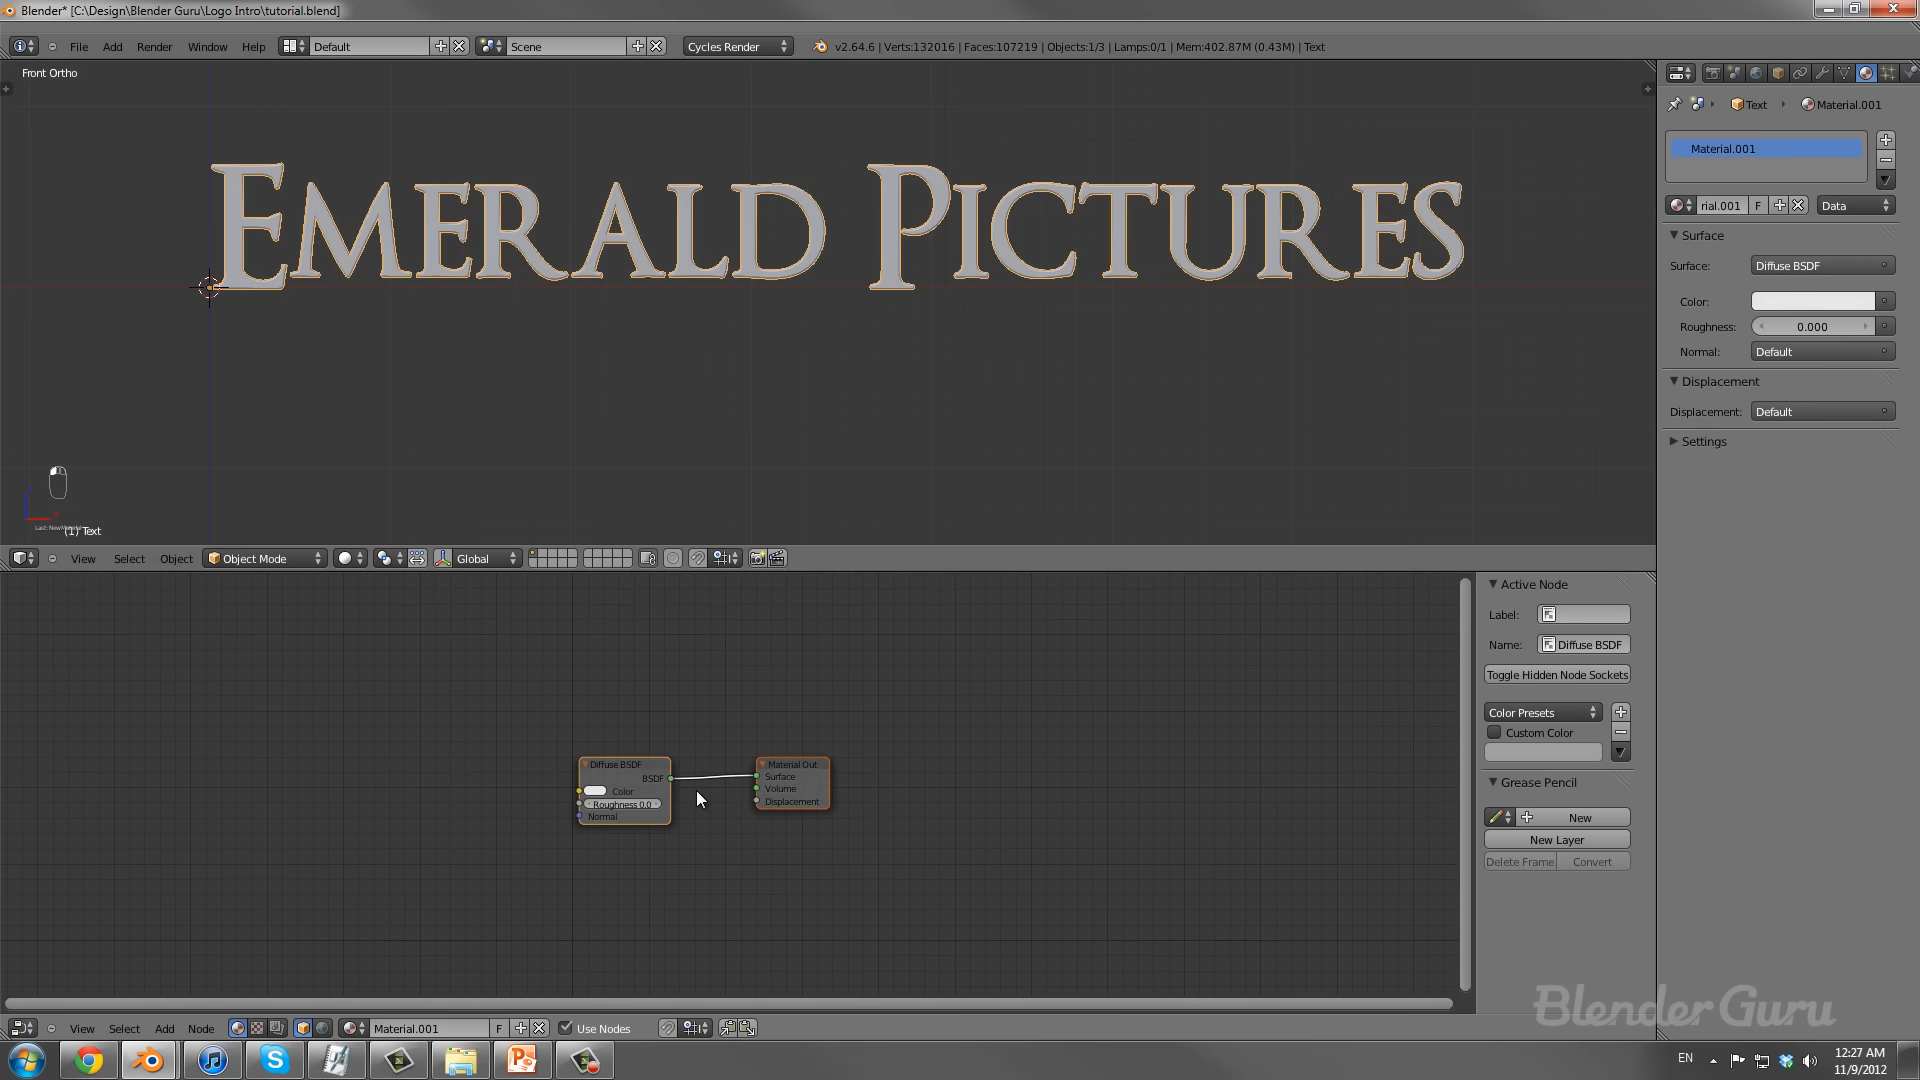 Blender* [C:\Design\Blender Guru\Logo Intro\tutorial.blend]
File Add Render Window Help Default Scene Cycles Render v2.64.6 | Verts:132016 | Faces:107219 | Objects:1/3 | Lamps:0/1 | Mem:402.87M (0.43M) | Text
Front Ortho
Text Material.001
Material.001
rial.001 F Data
Surface
Surface: Diffuse BSDF
Color:
Roughness: 0.000
Normal: Default
Displacement
Displacement: Default
Settings
EMERALD PICTURES
(1) Text
View Select Object Object Mode Global
Active Node
Label:
Name: Diffuse BSDF
Toggle Hidden Node Sockets
Color Presets
Custom Color
Grease Pencil
New
New Layer
Delete Frame Convert
Diffuse BSDF
BSDF
Color
Roughness 0.0
Normal
Material Out
Surface
Volume
Displacement
BlenderGuru
View Select Add Node Material.001 F Use Nodes
EN
12:27 AM
11/9/2012